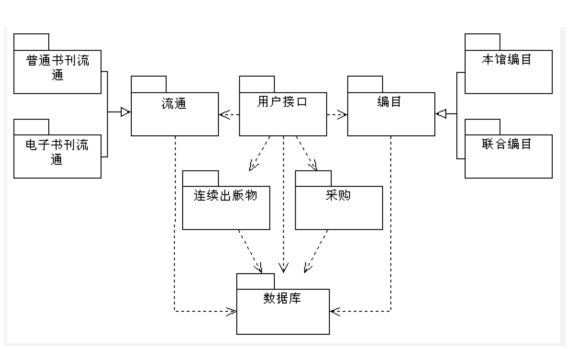 普通书刊流
通
本馆编目
流通
用户接口
编目
电子书刊流
通
联合编目
连续出版物
采购
数据库